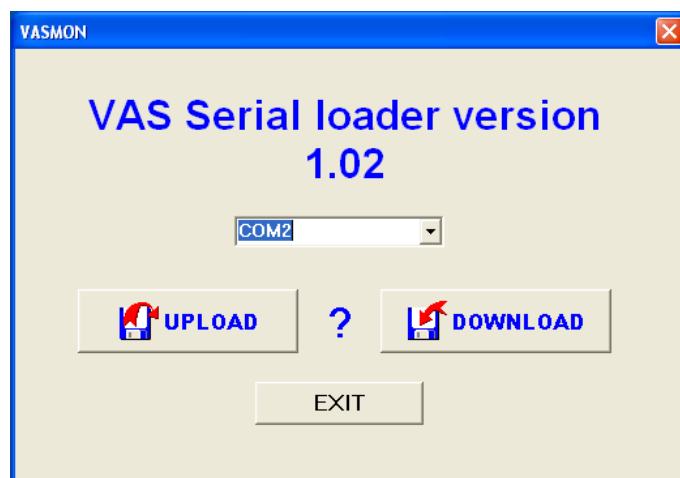 VASMON
VAS Serial loader version
1.02
COM2
UPLOAD ? DOWNLOAD
EXIT